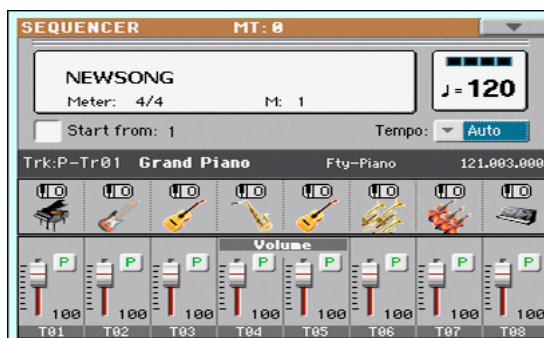 SEQUENCER MT:0
NEWSONG
Meter: 4/4 M: 1
♩=120
Start from: 1 Tempo: Auto
Trk:P-Tr01 Grand Piano Fty-Piano 121.003.000
Volume
P P P P P P P P
100 100 100 100 100 100 100 100
T01 T02 T03 T04 T05 T06 T07 T08